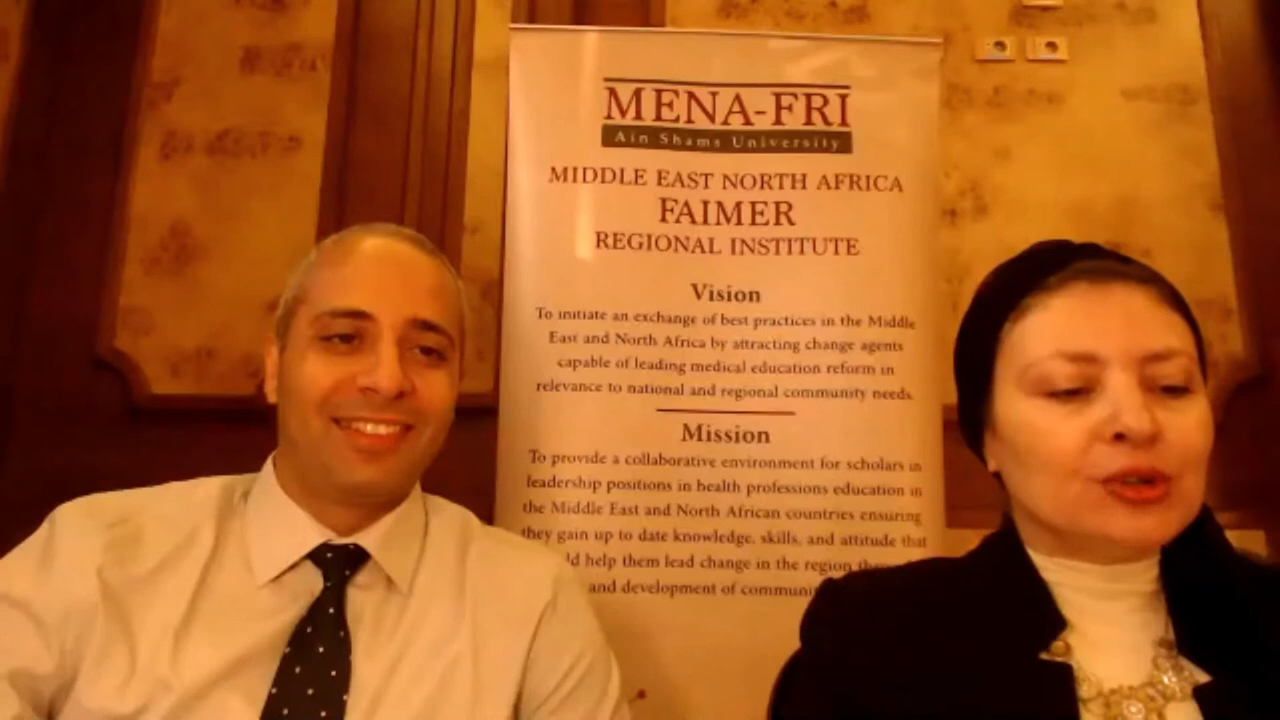 MENA-FRI
Ain Shams University
MIDDLE EAST NORTH AFRICA
FAIMER
REGIONAL INSTITUTE
Vision
To initiate an exchange of best practices in the Middle
East and North Africa by attracting change agents
capable of leading medical education reform in
relevance to national and regional community needs.
Mission
To provide a collaborative environment for scholars in
leadership positions in health professions education in
the Middle East and North African countries ensuring
they gain up to date knowledge, skills, and attitude that
help them lead change in the region
and development of